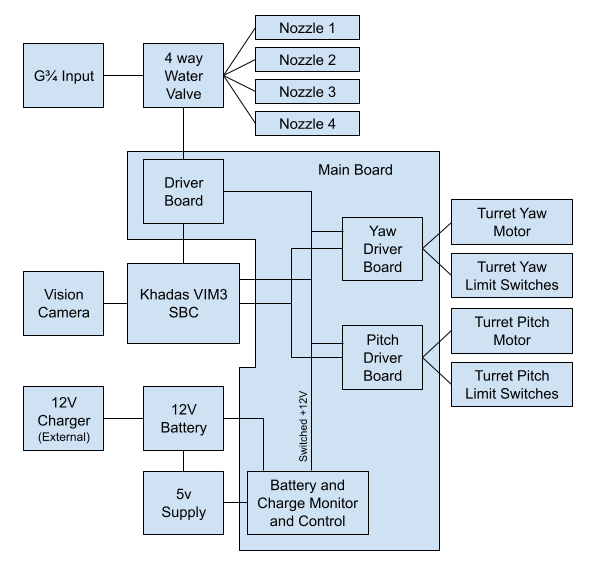 Nozzle 1
4 way
Water
Valve
G¾ Input
Nozzle 2
Nozzle 3
Nozzle 4
Main Board
Driver
Board
Yaw
Driver
Board
Turret Yaw
Motor
Turret Yaw
Limit Switches
Vision
Camera
Khadas VIM3
SBC
Pitch
Driver
Board
Turret Pitch
Motor
Turret Pitch
Limit Switches
12V
Charger
(External)
12V
Battery
Switched +12V
5v
Supply
Battery and
Charge Monitor
and Control